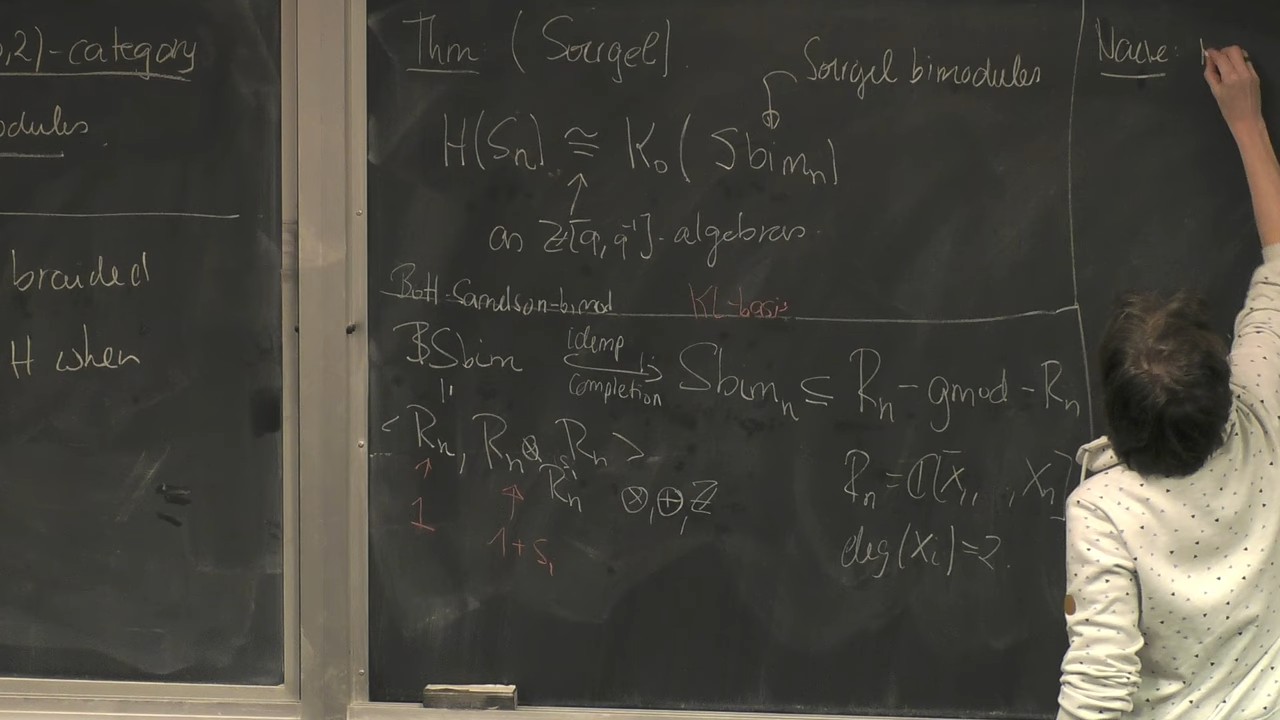 ,2)-category
odules.
braided
H when
Thm (Soergel).
Soergel bimodules
H(Sₙ) ≅ K₀( Sbimₙ)
↑
as ℤ[q,q⁻¹]-algebras.
Bott-Samelson-bimod KL-basis
BSbim idemp completion Sbimₙ ⊆ Rₙ - gmod - Rₙ
॥
< Rₙ, Rₙ ⊗ Rₙ >
Rₙ ⊗,⊕,ℤ
1
1+s₁
Rₙ = ℂ[x₁, , xₙ]
deg(xᵢ)=2.
Naive: